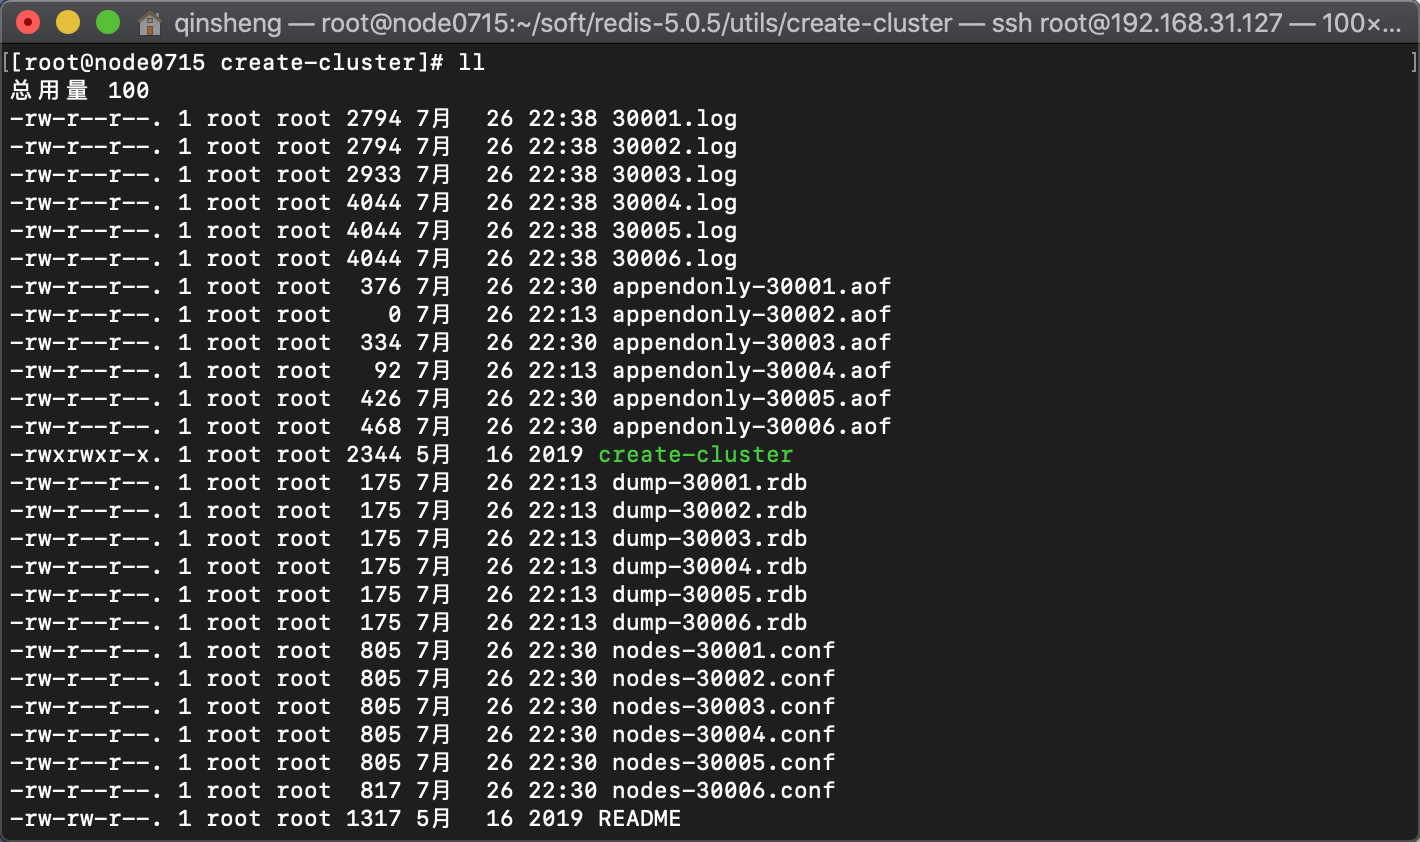 qinsheng — root@node0715:~/soft/redis-5.0.5/utils/create-cluster — ssh root@192.168.31.127 — 100×...
[[root@node0715 create-cluster]# ll ]
总用量 100
-rw-r--r--. 1 root root 2794 7月 26 22:38 30001.log
-rw-r--r--. 1 root root 2794 7月 26 22:38 30002.log
-rw-r--r--. 1 root root 2933 7月 26 22:38 30003.log
-rw-r--r--. 1 root root 4044 7月 26 22:38 30004.log
-rw-r--r--. 1 root root 4044 7月 26 22:38 30005.log
-rw-r--r--. 1 root root 4044 7月 26 22:38 30006.log
-rw-r--r--. 1 root root 376 7月 26 22:30 appendonly-30001.aof
-rw-r--r--. 1 root root 0 7月 26 22:13 appendonly-30002.aof
-rw-r--r--. 1 root root 334 7月 26 22:30 appendonly-30003.aof
-rw-r--r--. 1 root root 92 7月 26 22:13 appendonly-30004.aof
-rw-r--r--. 1 root root 426 7月 26 22:30 appendonly-30005.aof
-rw-r--r--. 1 root root 468 7月 26 22:30 appendonly-30006.aof
-rwxrwxr-x. 1 root root 2344 5月 16 2019 create-cluster
-rw-r--r--. 1 root root 175 7月 26 22:13 dump-30001.rdb
-rw-r--r--. 1 root root 175 7月 26 22:13 dump-30002.rdb
-rw-r--r--. 1 root root 175 7月 26 22:13 dump-30003.rdb
-rw-r--r--. 1 root root 175 7月 26 22:13 dump-30004.rdb
-rw-r--r--. 1 root root 175 7月 26 22:13 dump-30005.rdb
-rw-r--r--. 1 root root 175 7月 26 22:13 dump-30006.rdb
-rw-r--r--. 1 root root 805 7月 26 22:30 nodes-30001.conf
-rw-r--r--. 1 root root 805 7月 26 22:30 nodes-30002.conf
-rw-r--r--. 1 root root 805 7月 26 22:30 nodes-30003.conf
-rw-r--r--. 1 root root 805 7月 26 22:30 nodes-30004.conf
-rw-r--r--. 1 root root 805 7月 26 22:30 nodes-30005.conf
-rw-r--r--. 1 root root 817 7月 26 22:30 nodes-30006.conf
-rw-rw-r--. 1 root root 1317 5月 16 2019 README